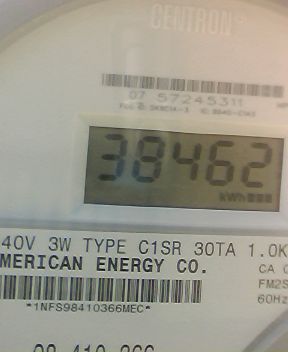 CENTRON®
07 57245311
38462
kWh
40V 3W TYPE C1SR 30TA 1.0K
MERICAN ENERGY CO.
CA
FM2S
60Hz
*1NFS98410366MEC*